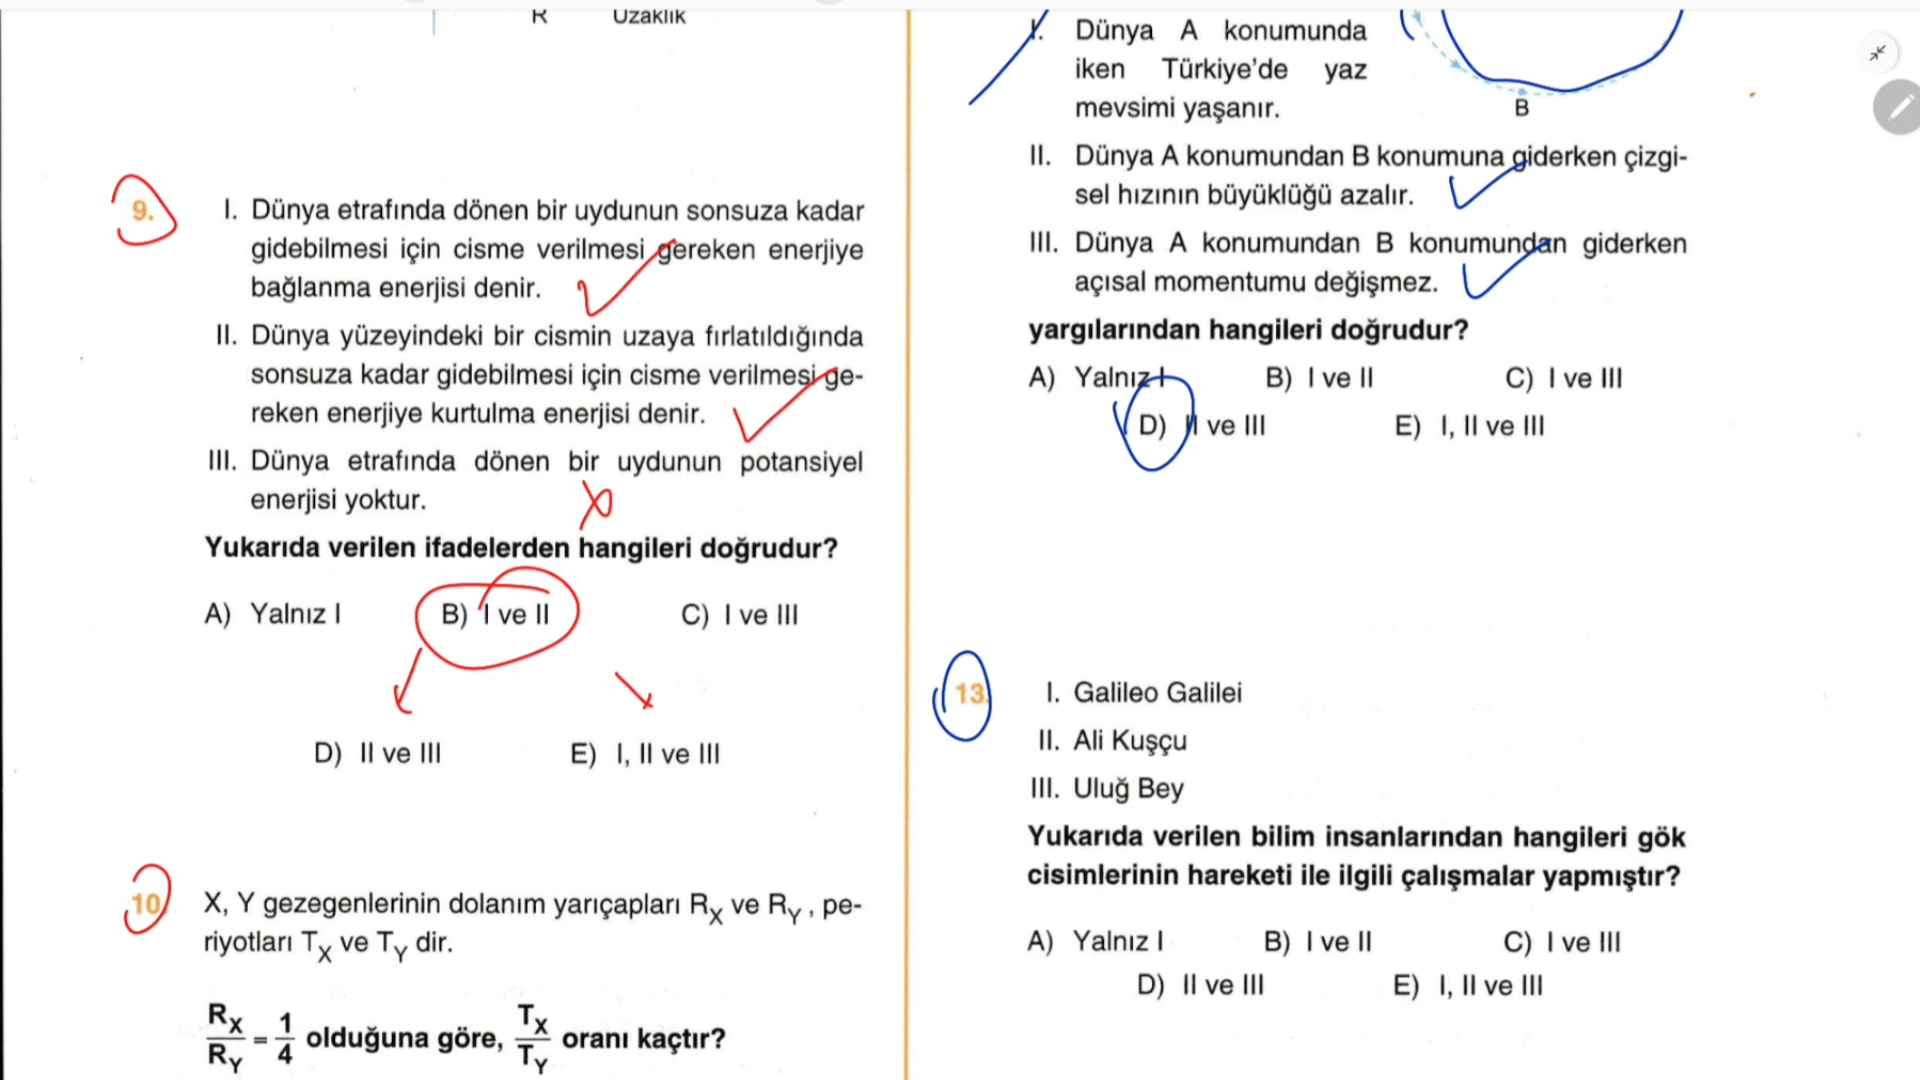 R Uzaklık
9. I. Dünya etrafında dönen bir uydunun sonsuza kadar
gidebilmesi için cisme verilmesi gereken enerjiye
bağlanma enerjisi denir.
II. Dünya yüzeyindeki bir cismin uzaya fırlatıldığında
sonsuza kadar gidebilmesi için cisme verilmesi ge-
reken enerjiye kurtulma enerjisi denir.
III. Dünya etrafında dönen bir uydunun potansiyel
enerjisi yoktur.
Yukarıda verilen ifadelerden hangileri doğrudur?
A) Yalnız I B) I ve II C) I ve III
D) II ve III E) I, II ve III
10. X, Y gezegenlerinin dolanım yarıçapları RX ve RY, pe-
riyotları TX ve TY dir.
RX/RY = 1/4 olduğuna göre, TX/TY oranı kaçtır?
I. Dünya A konumunda
iken Türkiye'de yaz
mevsimi yaşanır.
B
II. Dünya A konumundan B konumuna giderken çizgi-
sel hızının büyüklüğü azalır.
III. Dünya A konumundan B konumundan giderken
açısal momentumu değişmez.
yargılarından hangileri doğrudur?
A) Yalnız I B) I ve II C) I ve III
D) II ve III E) I, II ve III
13. I. Galileo Galilei
II. Ali Kuşçu
III. Uluğ Bey
Yukarıda verilen bilim insanlarından hangileri gök
cisimlerinin hareketi ile ilgili çalışmalar yapmıştır?
A) Yalnız I B) I ve II C) I ve III
D) II ve III E) I, II ve III